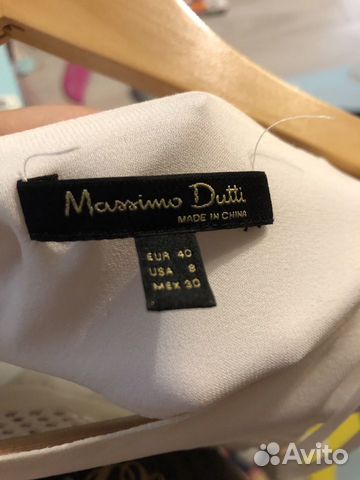 Massimo Dutti
MADE IN CHINA
EUR 40
USA 8
MEX 30
Avito